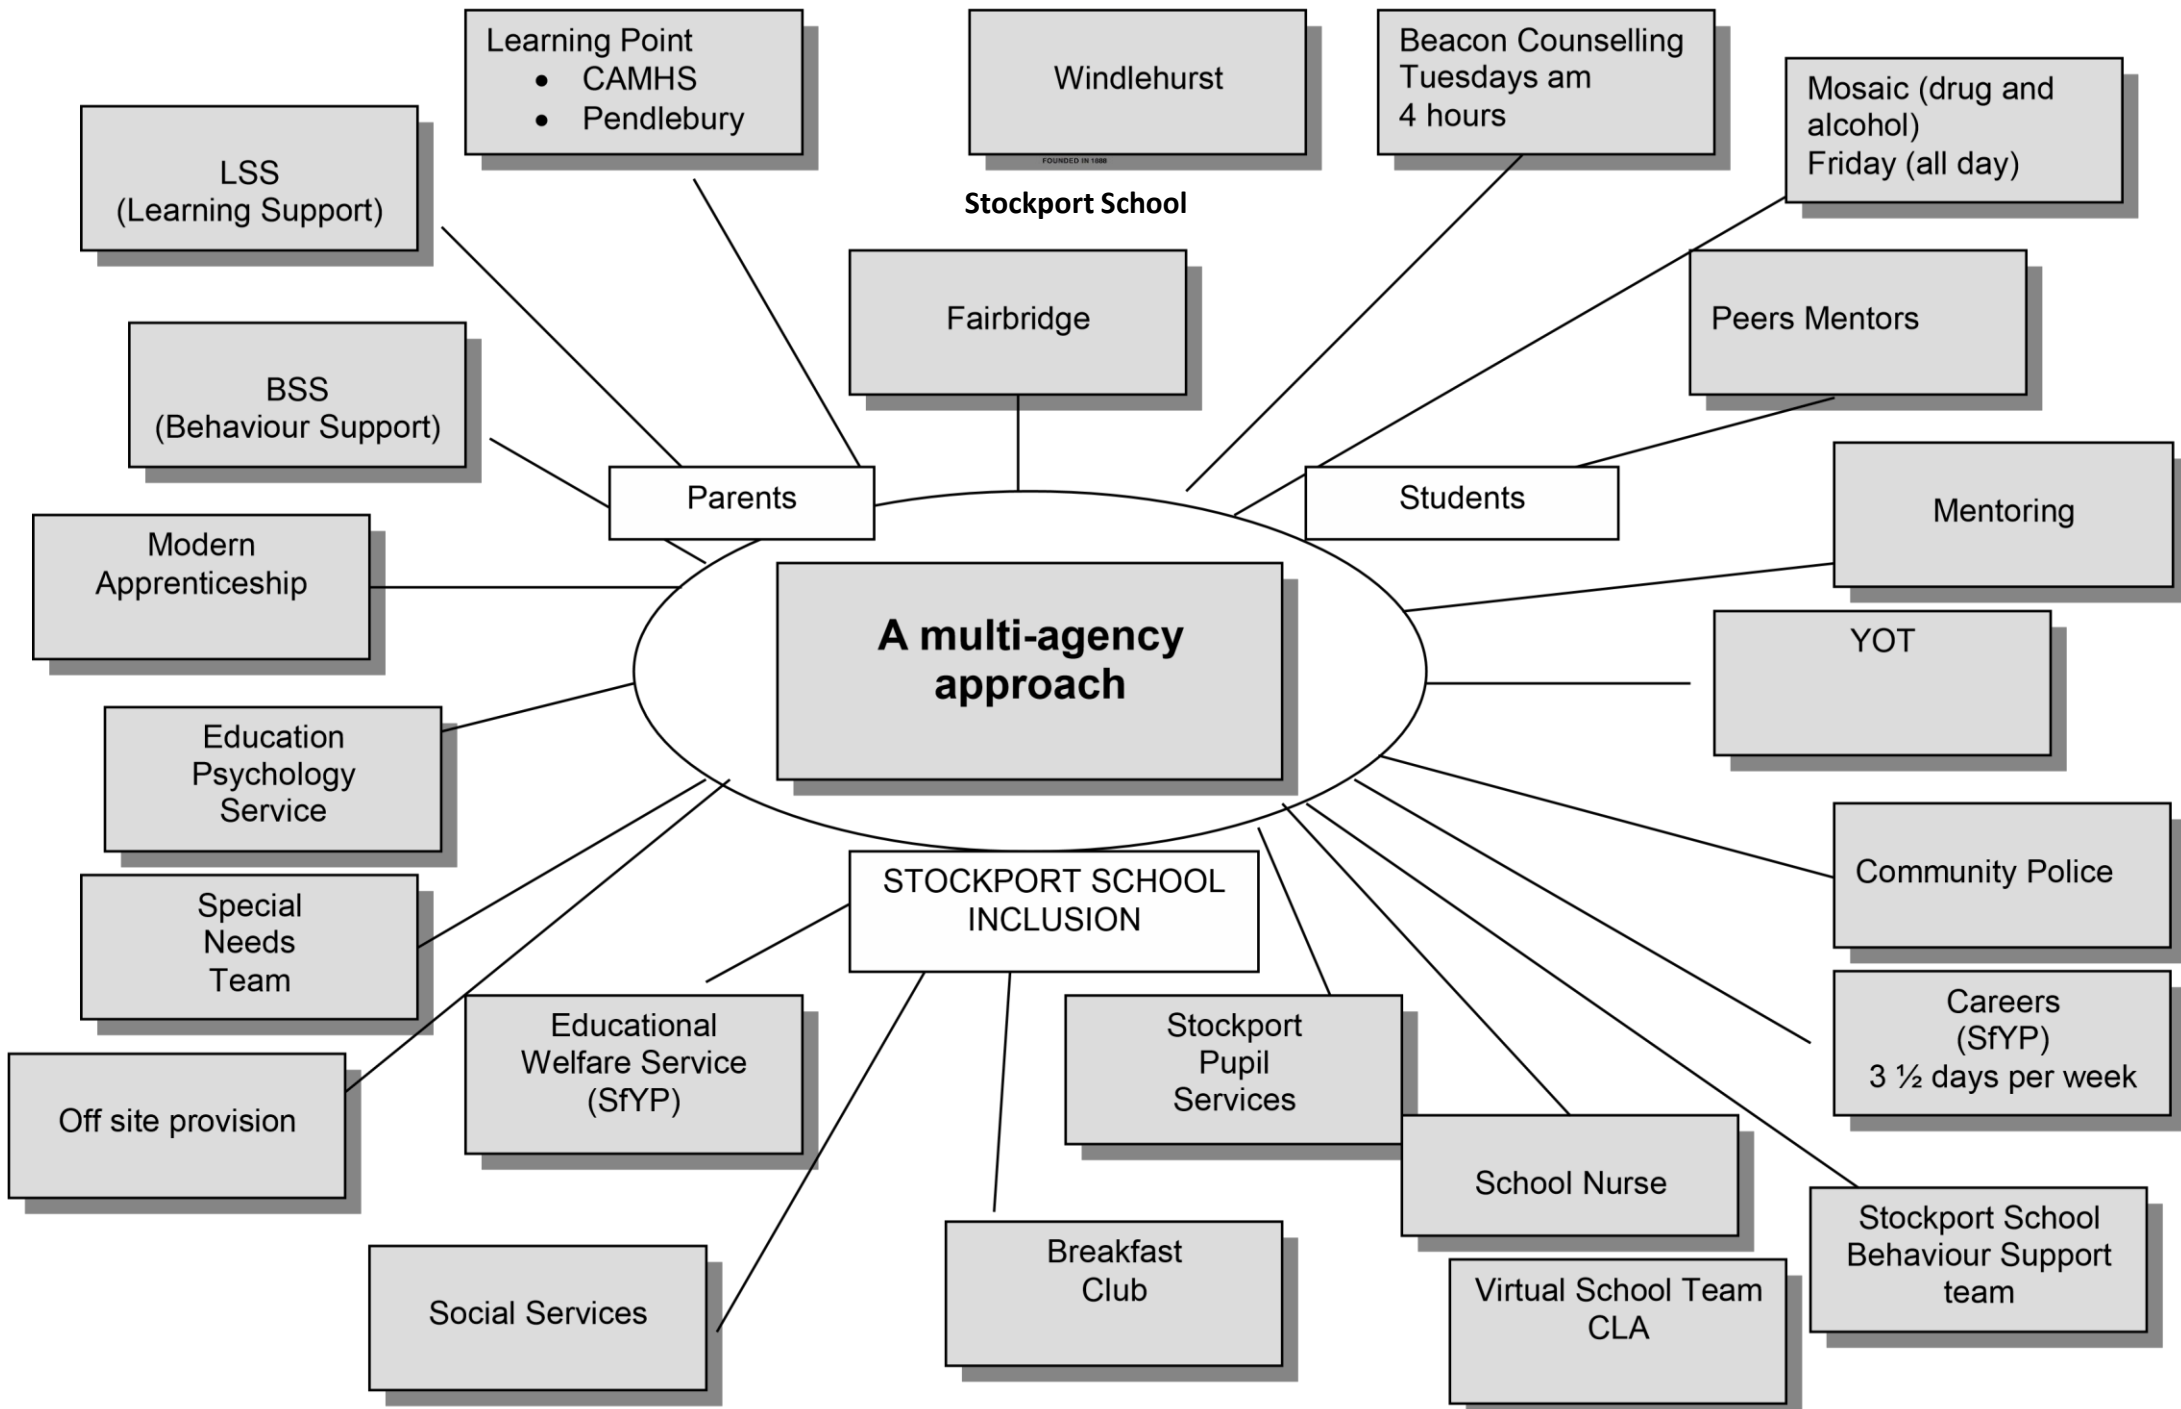 Learning Point
• CAMHS
• Pendlebury
Windlehurst
FOUNDED IN 1888
Stockport School
Beacon Counselling
Tuesdays am
4 hours
Mosaic (drug and
alcohol)
Friday (all day)
LSS
(Learning Support)
Fairbridge
Peers Mentors
BSS
(Behaviour Support)
Parents
Students
Mentoring
Modern
Apprenticeship
A multi-agency
approach
YOT
Education
Psychology
Service
Community Police
Special
Needs
Team
STOCKPORT SCHOOL
INCLUSION
Careers
(SfYP)
3 ½ days per week
Off site provision
Educational
Welfare Service
(SfYP)
Stockport
Pupil
Services
School Nurse
Stockport School
Behaviour Support
team
Social Services
Breakfast
Club
Virtual School Team
CLA